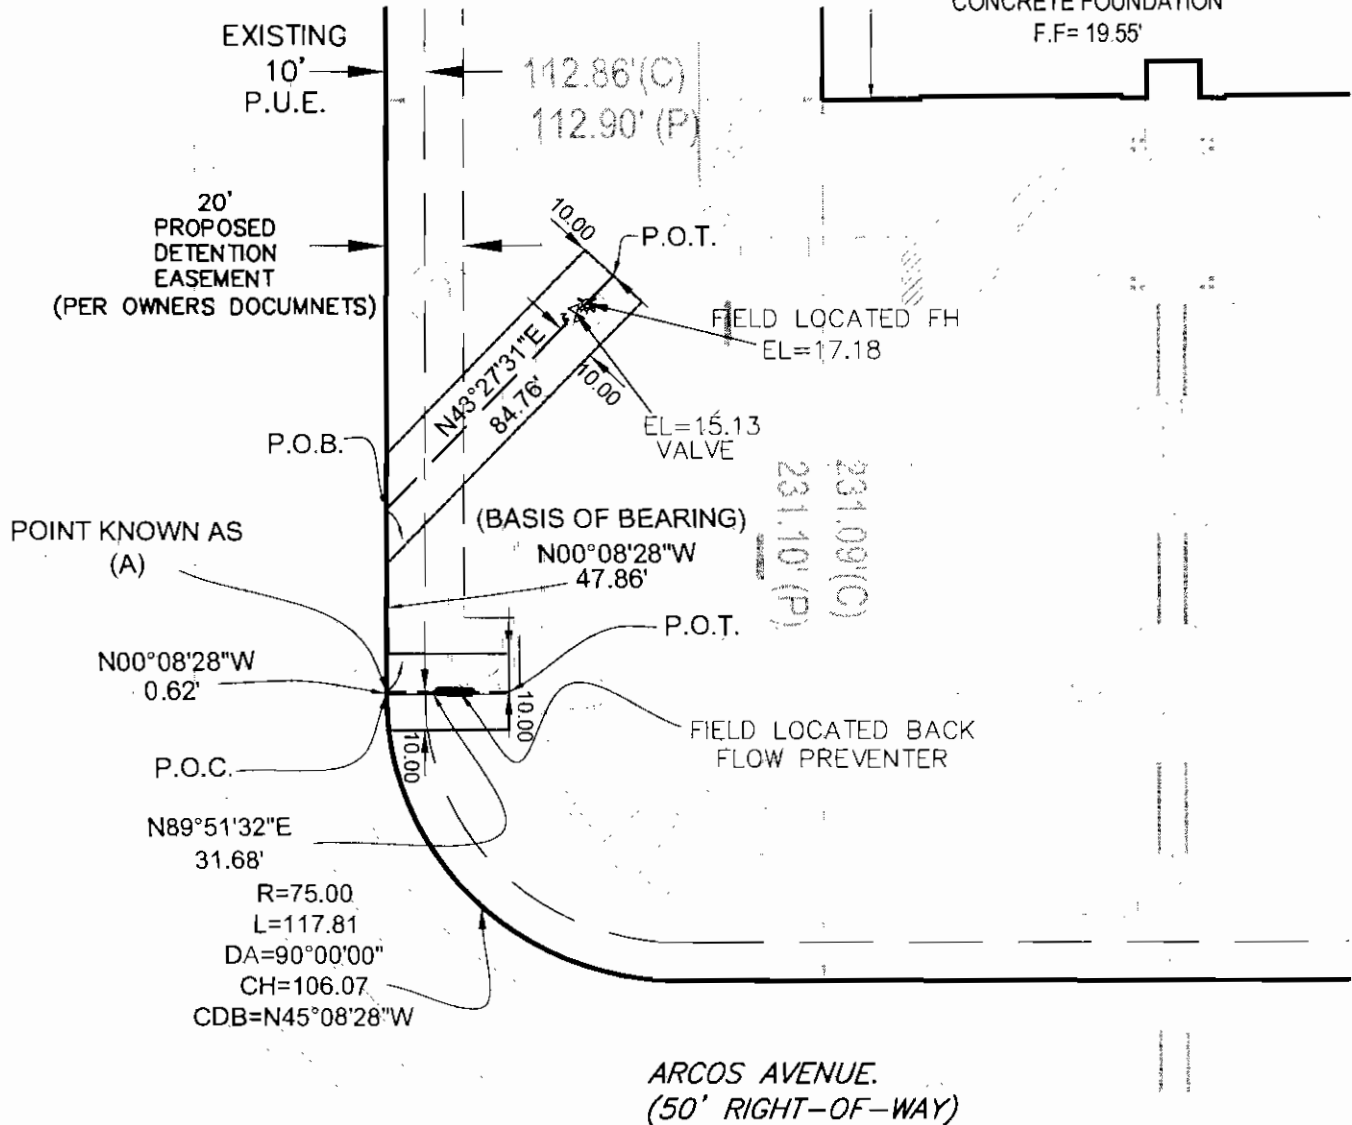 CONCRETE FOUNDATION
F.F= 19.55'
EXISTING
10'
P.U.E.
112.86'(C)
112.90' (P)
20'
PROPOSED
DETENTION
EASEMENT
(PER OWNERS DOCUMNETS)
10.00
P.O.T.
FIELD LOCATED FH
EL=17.18
N43°27'31"E
84.76'
10.00
EL=15.13
VALVE
P.O.B.
231.09'(C)
231.10' (P)
POINT KNOWN AS
(A)
(BASIS OF BEARING)
N00°08'28"W
47.86'
P.O.T.
N00°08'28"W
0.62'
10.00
10.00
FIELD LOCATED BACK
FLOW PREVENTER
P.O.C.
N89°51'32"E
31.68'
R=75.00
L=117.81
DA=90°00'00"
CH=106.07
CDB=N45°08'28"W
ARCOS AVENUE.
(50' RIGHT-OF-WAY)